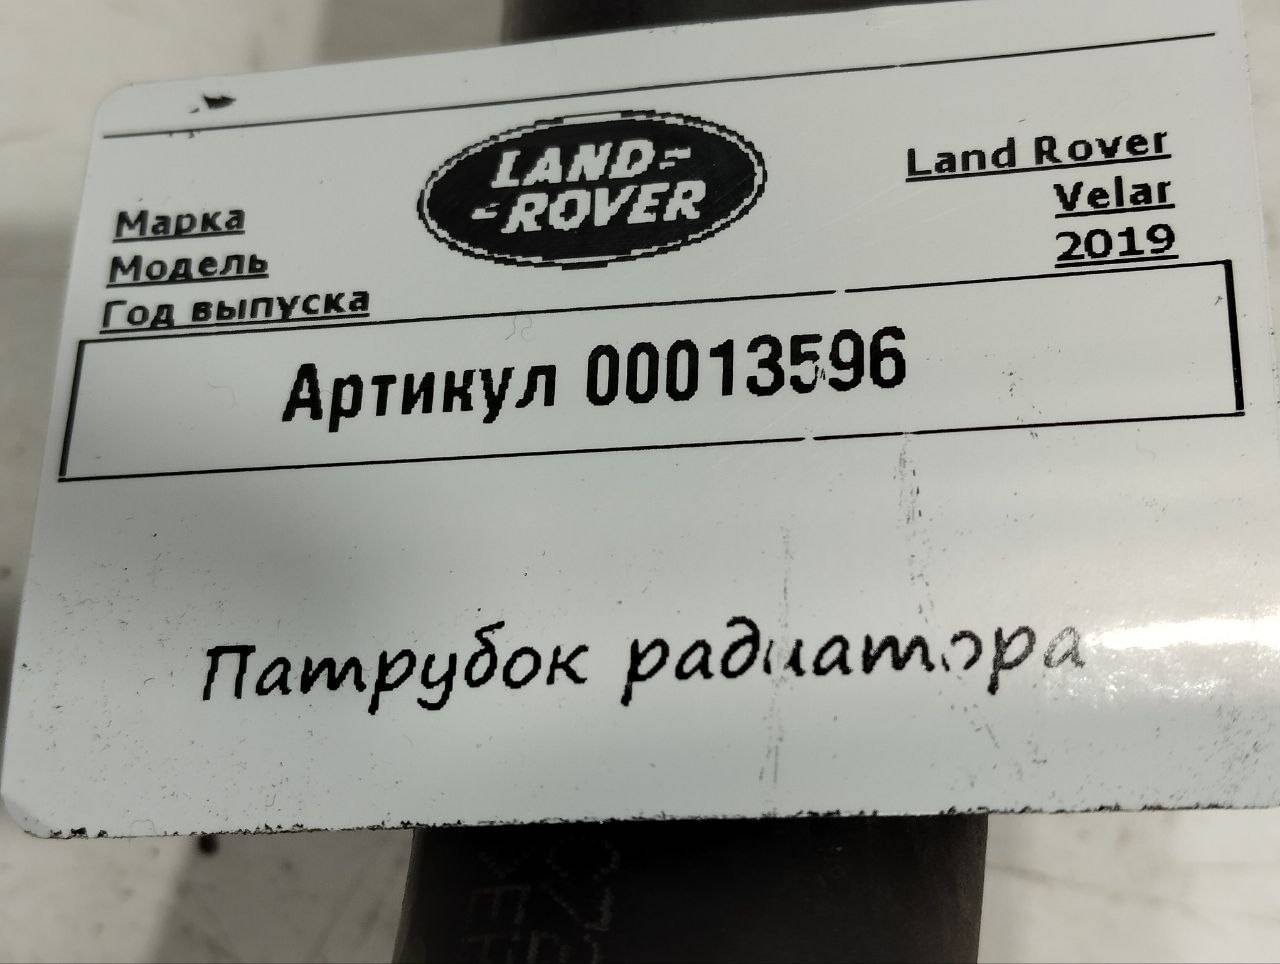 LAND-
-ROVER
Марка Land Rover
Модель Velar
Год выпуска 2019
Артикул 00013596
Патрубок радиатора